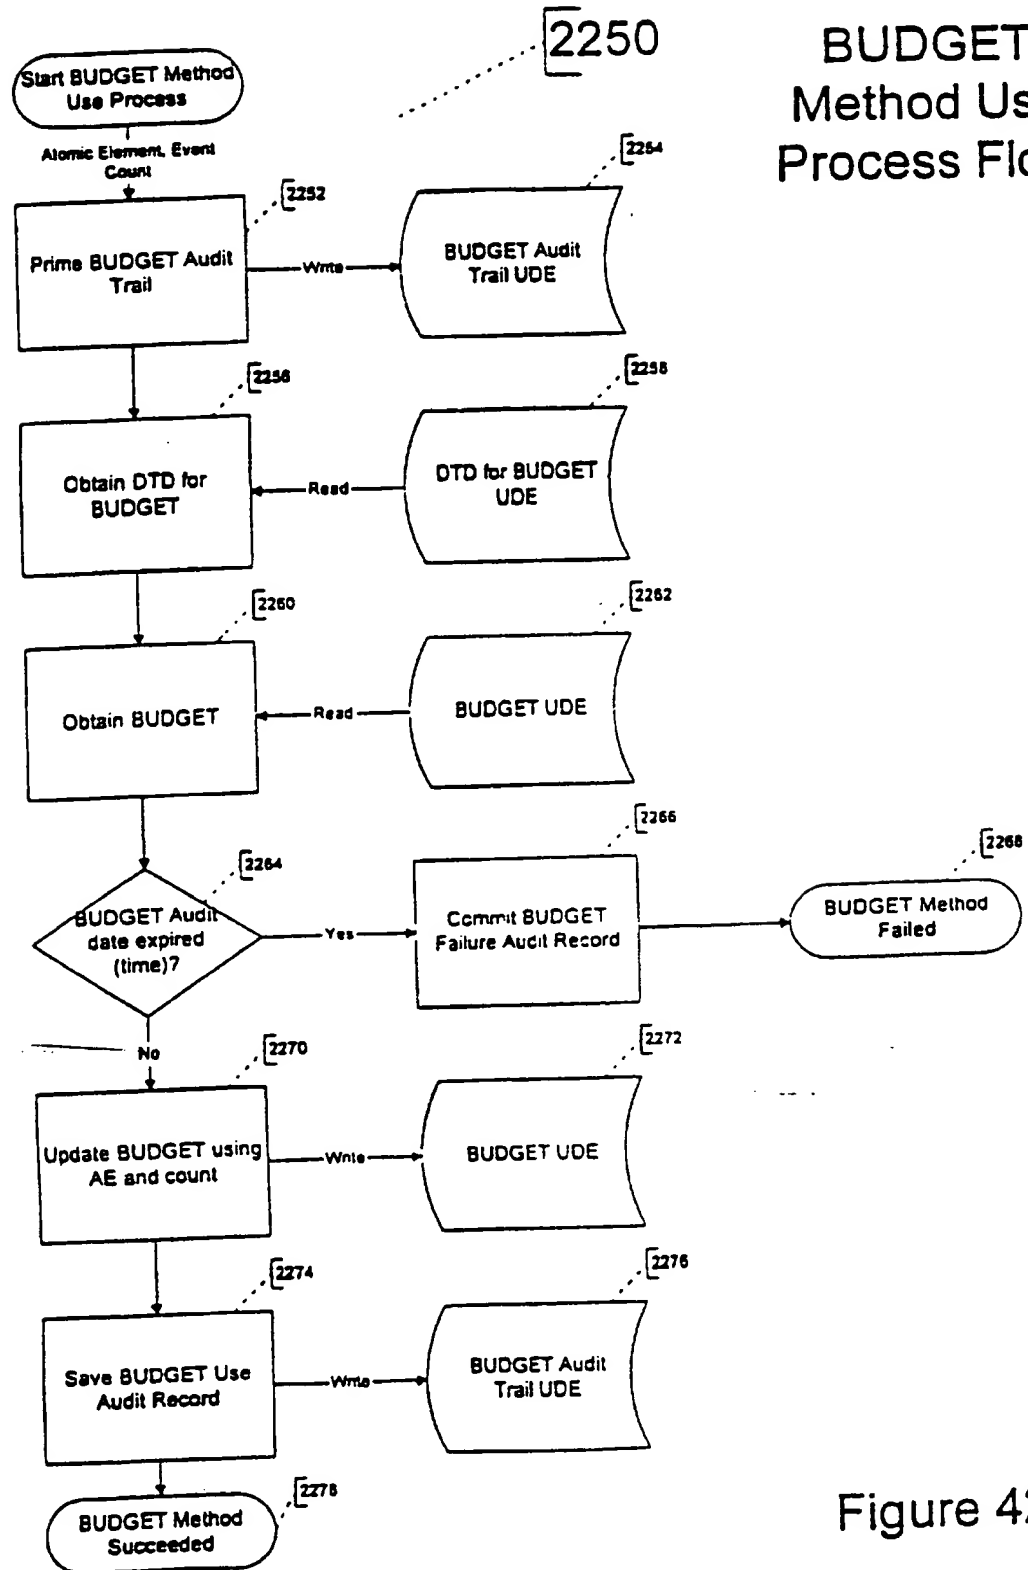 2250
BUDGET
Method Us
Process Flo
Start BUDGET Method
Use Process
Atomic Element, Event
Count
2252
2254
Prime BUDGET Audit
Trail
Write
BUDGET Audit
Trail UDE
2256
2258
Obtain DTD for
BUDGET
Read
DTD for BUDGET
UDE
2260
2262
Obtain BUDGET
Read
BUDGET UDE
2264
2266
2268
BUDGET Audit
date expired
(time)?
Yes
Commit BUDGET
Failure Audit Record
BUDGET Method
Failed
No
2270
2272
Update BUDGET using
AE and count
Write
BUDGET UDE
2274
2276
Save BUDGET Use
Audit Record
Write
BUDGET Audit
Trail UDE
2278
BUDGET Method
Succeeded
Figure 42